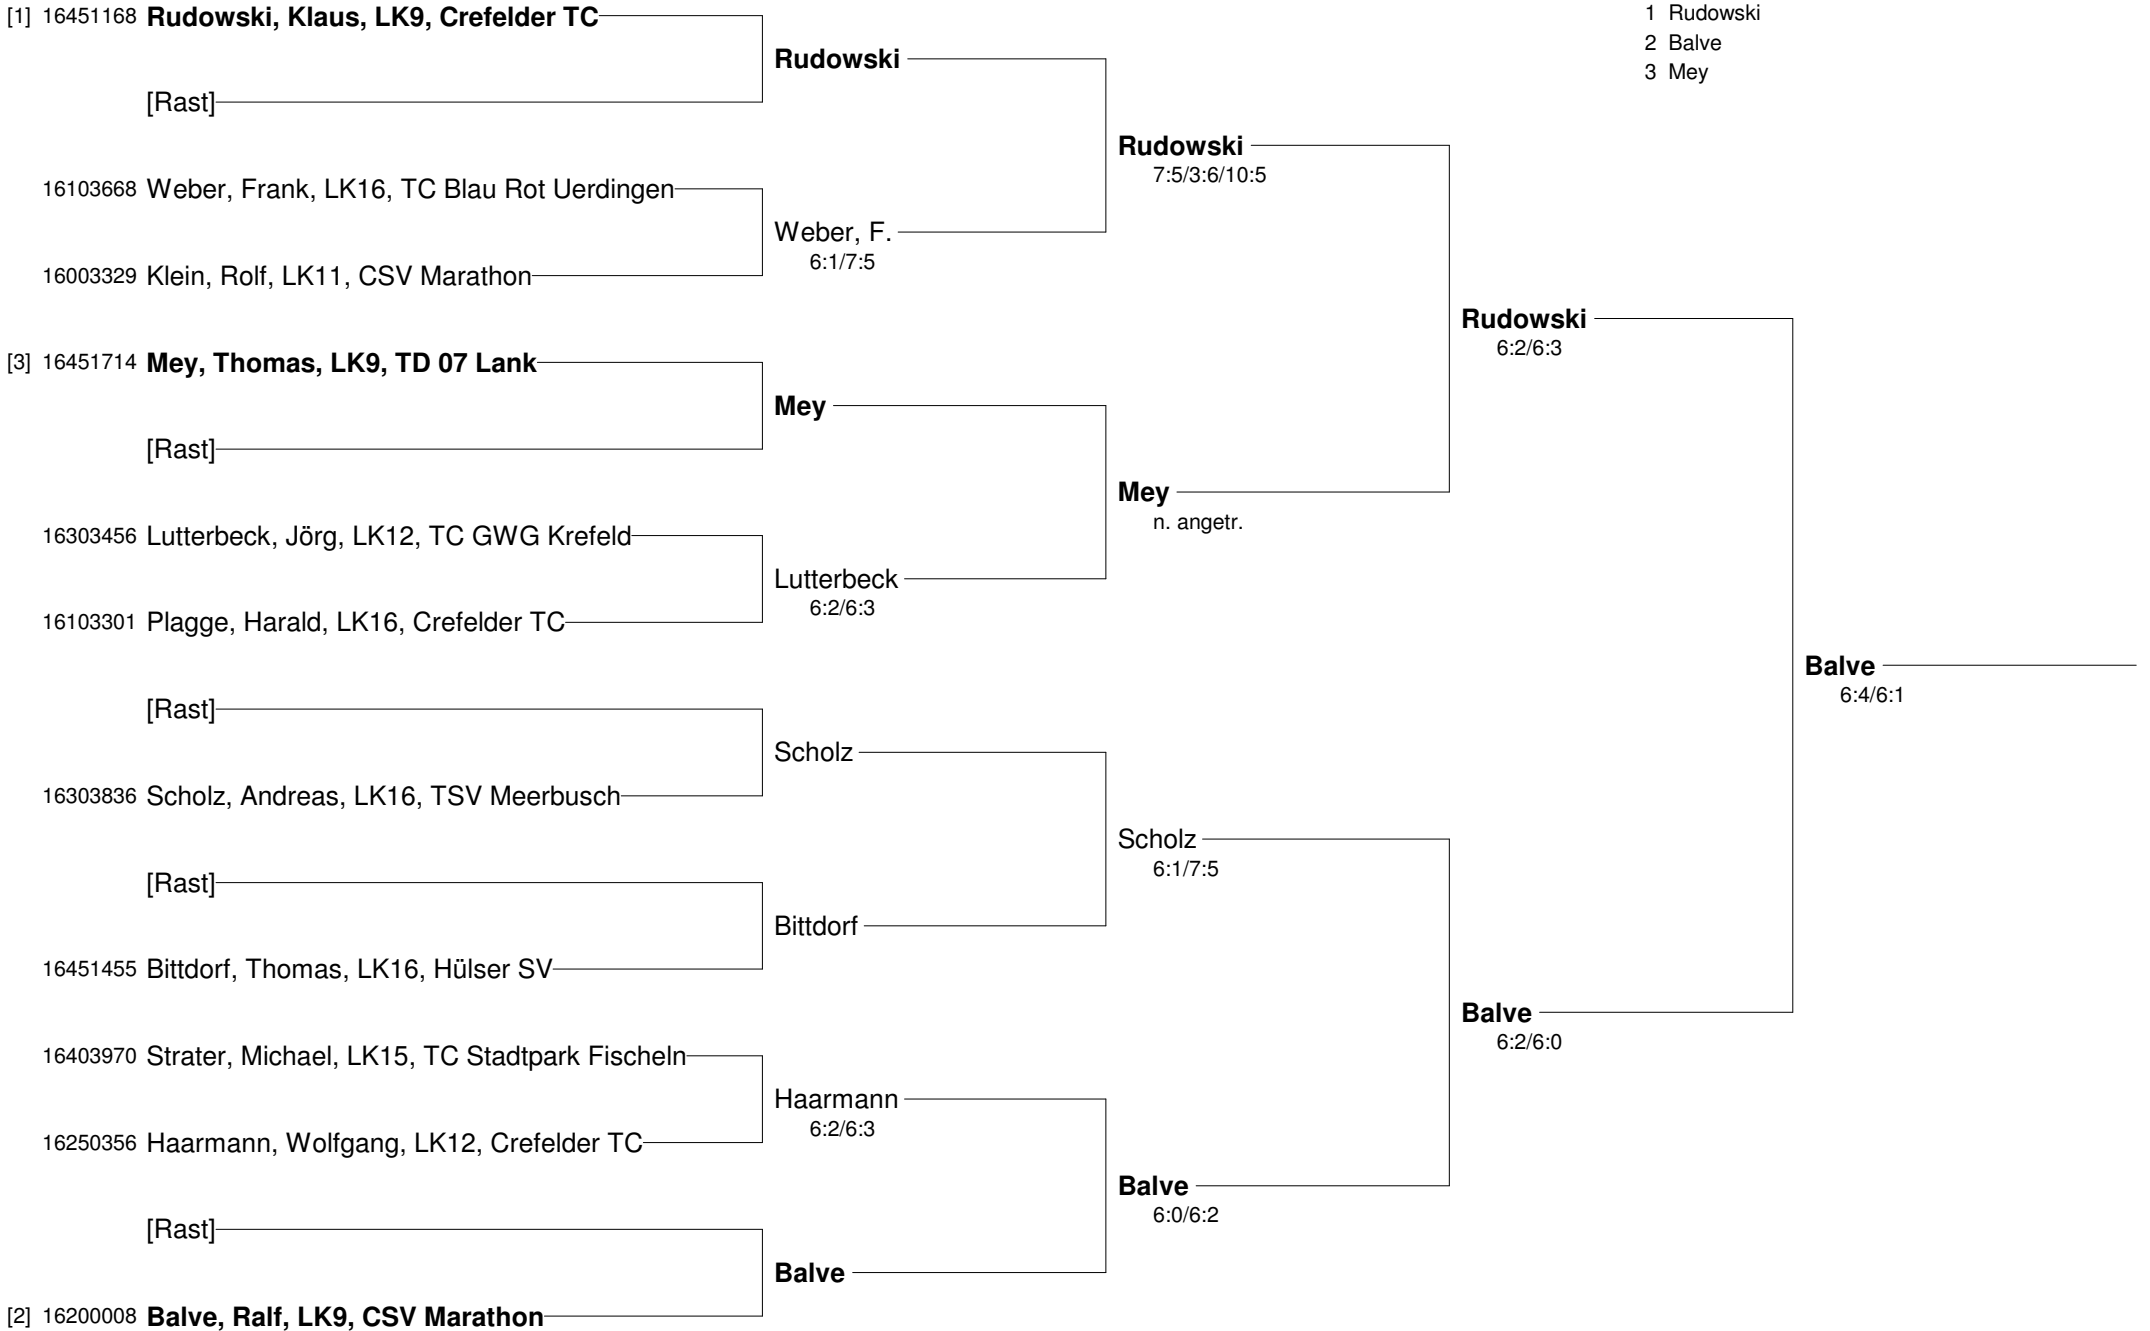 [1] 16451168 Rudowski, Klaus, LK9, Crefelder TC
[Rast]
16103668 Weber, Frank, LK16, TC Blau Rot Uerdingen
16003329 Klein, Rolf, LK11, CSV Marathon
[3] 16451714 Mey, Thomas, LK9, TD 07 Lank
[Rast]
16303456 Lutterbeck, Jörg, LK12, TC GWG Krefeld
16103301 Plagge, Harald, LK16, Crefelder TC
[Rast]
16303836 Scholz, Andreas, LK16, TSV Meerbusch
[Rast]
16451455 Bittdorf, Thomas, LK16, Hülser SV
16403970 Strater, Michael, LK15, TC Stadtpark Fischeln
16250356 Haarmann, Wolfgang, LK12, Crefelder TC
[Rast]
[2] 16200008 Balve, Ralf, LK9, CSV Marathon
Rudowski
Weber, F.
6:1/7:5
Mey
Lutterbeck
6:2/6:3
Scholz
Bittdorf
Haarmann
6:2/6:3
Balve
Rudowski
7:5/3:6/10:5
Mey
n. angetr.
Scholz
6:1/7:5
Balve
6:0/6:2
Rudowski
6:2/6:3
Balve
6:2/6:0
Balve
6:4/6:1
1 Rudowski
2 Balve
3 Mey